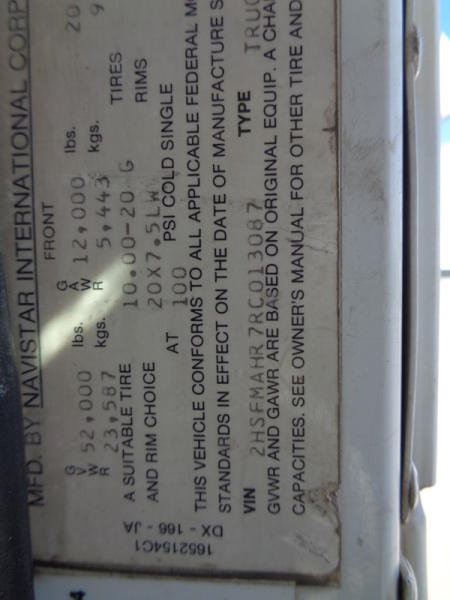 MFD. BY NAVISTAR INTERNATIONAL CORP
FRONT
GVWR 52,000 lbs. GAWR 12,000 lbs. 20
23,587 kgs. 5,443 kgs. 9
A SUITABLE TIRE 10.00-20 G TIRES
AND RIM CHOICE 20X7.5LW RIMS
AT 100 PSI COLD SINGLE
THIS VEHICLE CONFORMS TO ALL APPLICABLE FEDERAL MO
STANDARDS IN EFFECT ON THE DATE OF MANUFACTURE S
VIN 2HSFMAHR7RC013087 TYPE TRUC
GVWR AND GAWR ARE BASED ON ORIGINAL EQUIP. A CHA
CAPACITIES. SEE OWNER'S MANUAL FOR OTHER TIRE AND
DX - 166 - JA
1652154C1
4